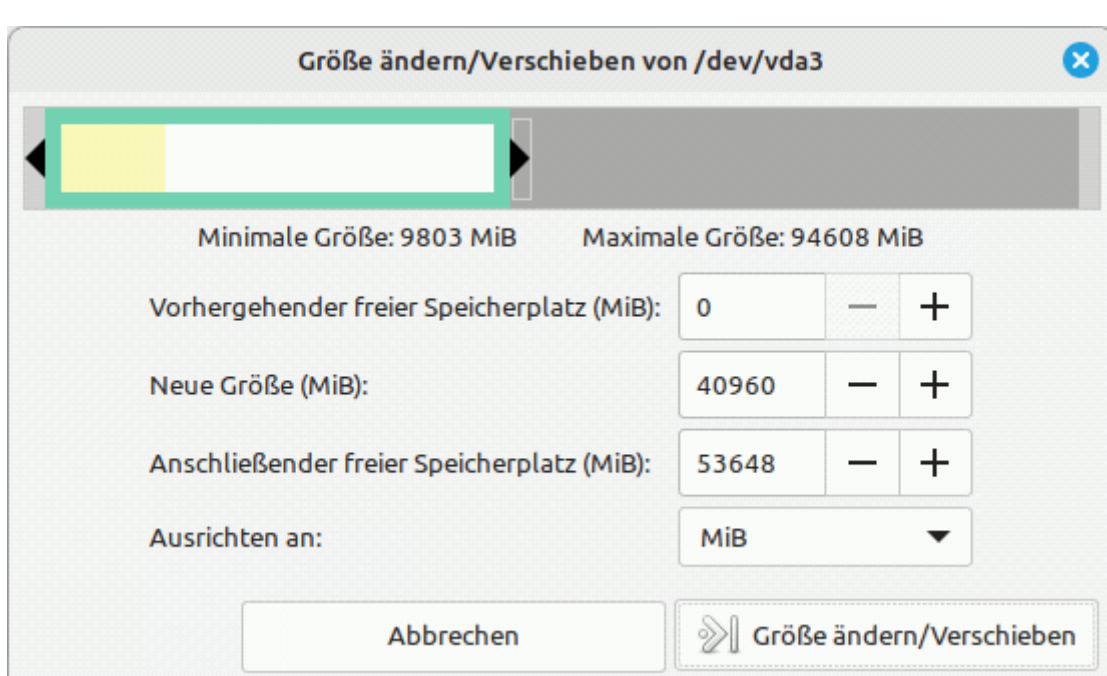 Größe ändern/Verschieben von /dev/vda3
Minimale Größe: 9803 MiB Maximale Größe: 94608 MiB
Vorhergehender freier Speicherplatz (MiB): 0
Neue Größe (MiB): 40960
Anschließender freier Speicherplatz (MiB): 53648
Ausrichten an: MiB
Abbrechen Größe ändern/Verschieben